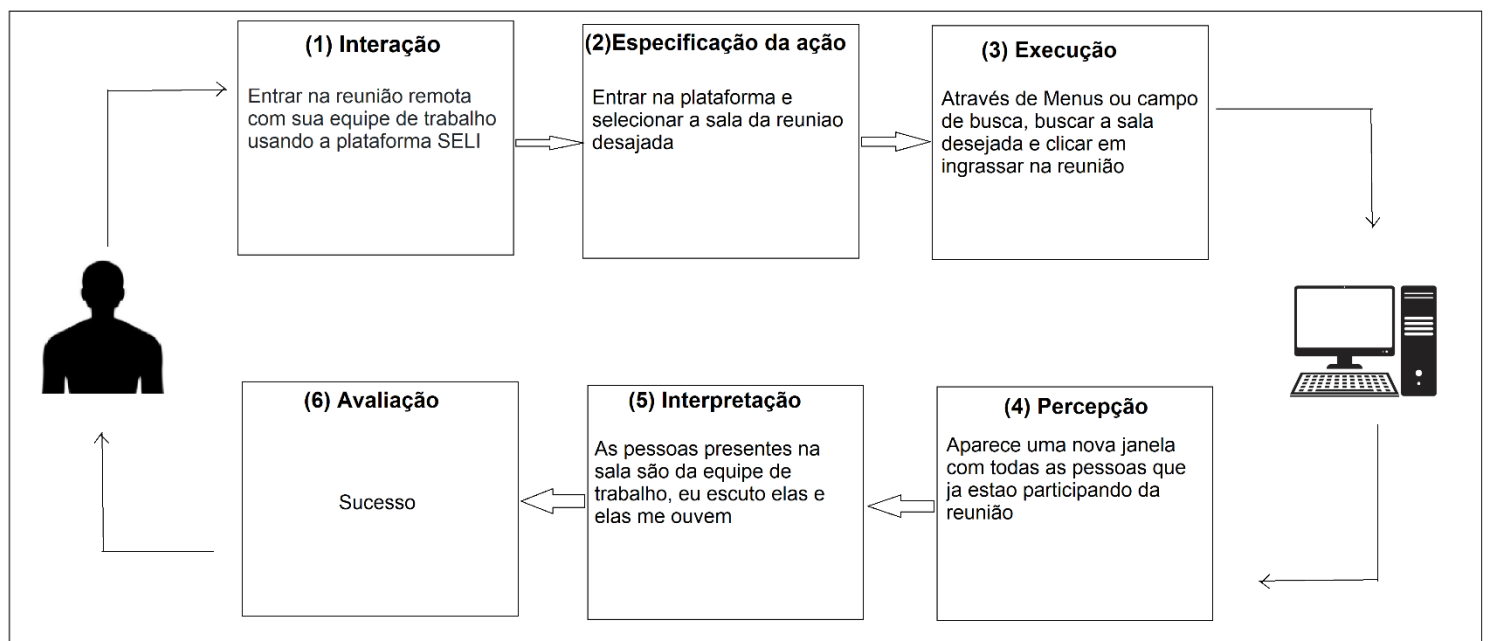 (1) Interação
Entrar na reunião remota
com sua equipe de trabalho
usando a plataforma SELI
(2)Especificação da ação
Entrar na plataforma e
selecionar a sala da reuniao
desajada
(3) Execução
Através de Menus ou campo
de busca, buscar a sala
desejada e clicar em
ingrassar na reunião
(4) Percepção
Aparece uma nova janela
com todas as pessoas que
ja estao participando da
reunião
(5) Interpretação
As pessoas presentes na
sala são da equipe de
trabalho, eu escuto elas e
elas me ouvem
(6) Avaliação
Sucesso